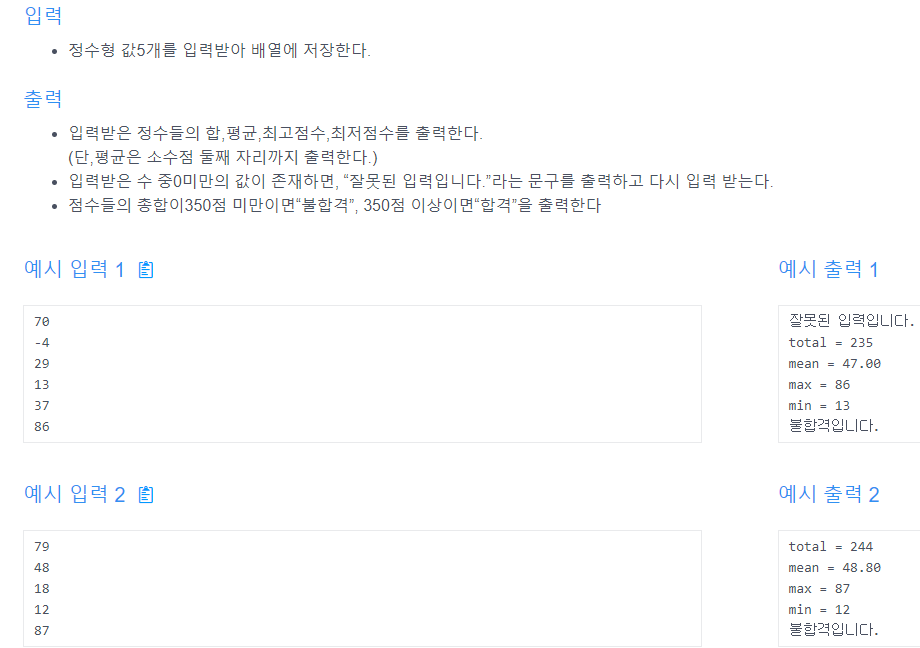 입력
정수형 값5개를 입력받아 배열에 저장한다.
출력
입력받은 정수들의 합,평균,최고점수,최저점수를 출력한다.
(단,평균은 소수점 둘째 자리까지 출력한다.)
입력받은 수 중0미만의 값이 존재하면, “잘못된 입력입니다.”라는 문구를 출력하고 다시 입력 받는다.
점수들의 총합이350점 미만이면“불합격”, 350점 이상이면“합격”을 출력한다
예시 입력 1
70
-4
29
13
37
86
예시 출력 1
잘못된 입력입니다.
total = 235
mean = 47.00
max = 86
min = 13
불합격입니다.
예시 입력 2
79
48
18
12
87
예시 출력 2
total = 244
mean = 48.80
max = 87
min = 12
불합격입니다.